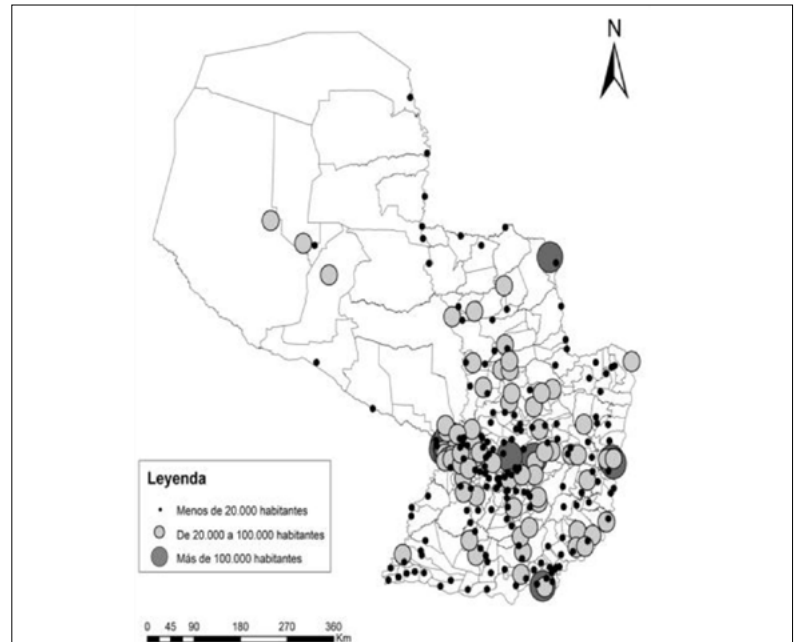 N
Leyenda
Menos de 20.000 habitantes
De 20.000 a 100.000 habitantes
Más de 100.000 habitantes
0 45 90 180 270 360
Km